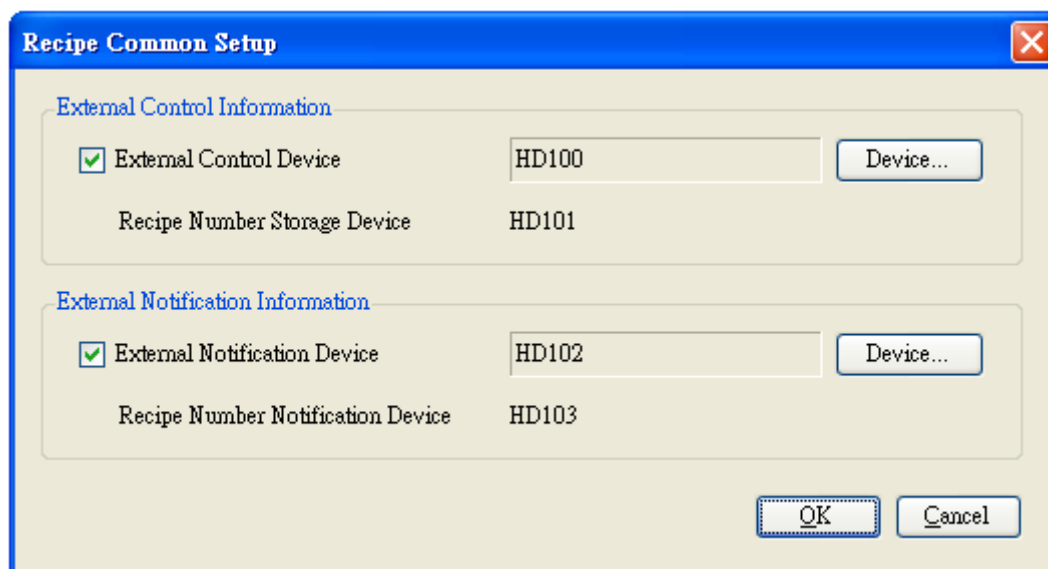 Recipe Common Setup
External Control Information
External Control Device HD100 Device...
Recipe Number Storage Device HD101
External Notification Information
External Notification Device HD102 Device...
Recipe Number Notification Device HD103
OK Cancel